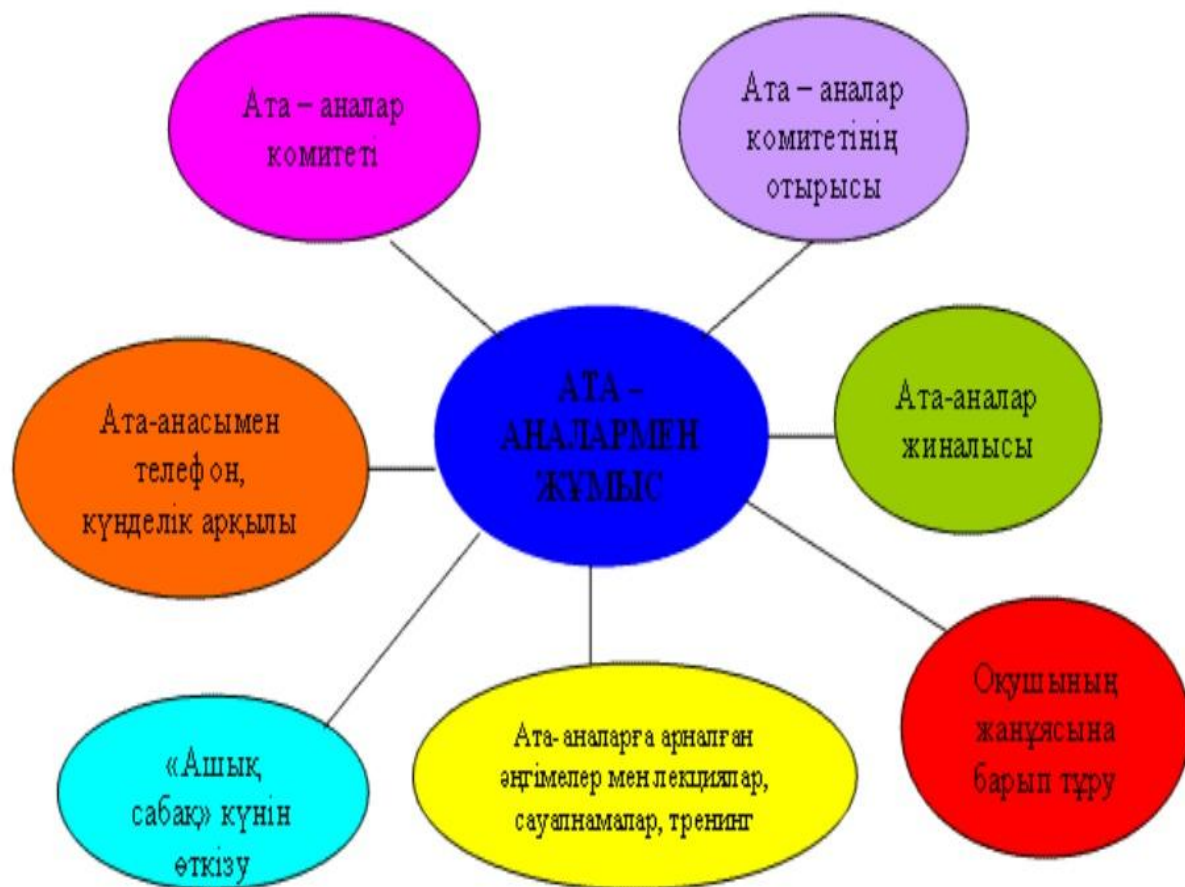 Ата – аналар
комитеті
Ата – аналар
комитетінің
отырысы
АТА –
АНАЛАРМЕН
ЖҰМЫС
Ата-аналар
жиналысы
Ата-анасымен
телефон,
күнделік арқылы
Оқушының
жанұясына
барып тұру
Ата-аналарға арналған
әңгімелер мен лекциялар,
сауалнамалар, тренинг
«Ашық
сабақ» күнін
өткізу